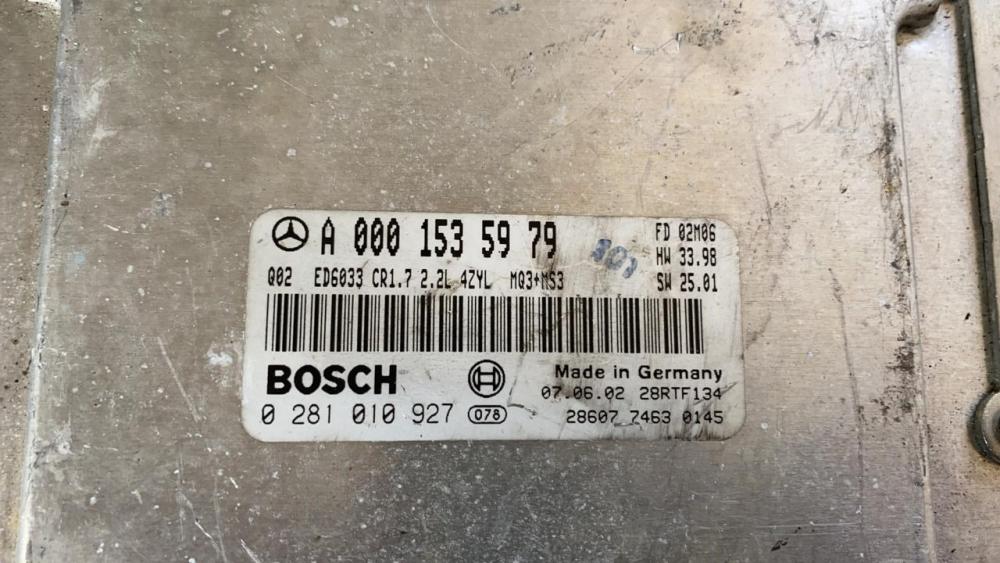 A 000 153 59 79
FD 02M06
HW 33.98
Q02 ED6033 CR1.7 2.2L 4ZYL MQ3+MS3
SW 25.01
BOSCH
Made in Germany
07.06.02 28RTF134
0 281 010 927 078
28607 7463 0145